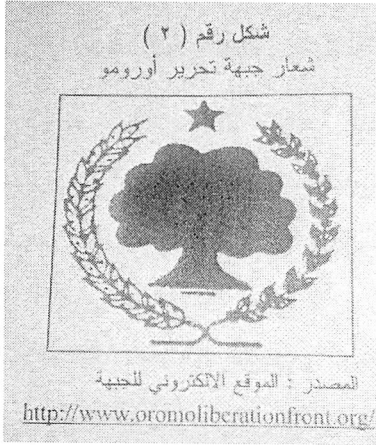 شكل رقم ( ٢ )
شعار جبهة تحرير أورومو
المصدر : الموقع الالكتروني للجبهة
http://www.oromoliberationfront.org/